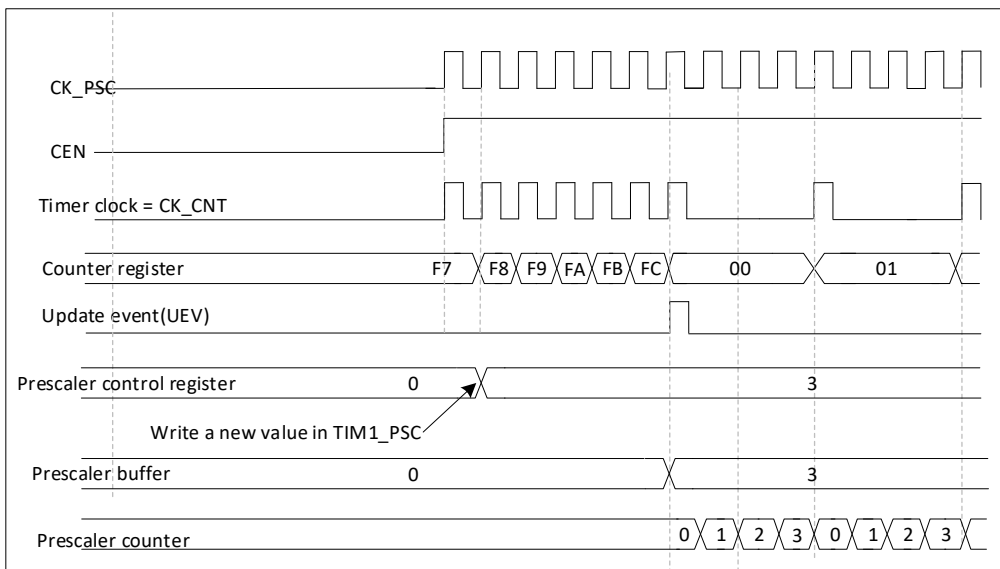 CK_PSC
CEN
Timer clock = CK_CNT
Counter register F7 F8 F9 FA FB FC 00 01
Update event(UEV)
Prescaler control register 0 3
Write a new value in TIM1_PSC
Prescaler buffer 0 3
Prescaler counter 0 1 2 3 0 1 2 3